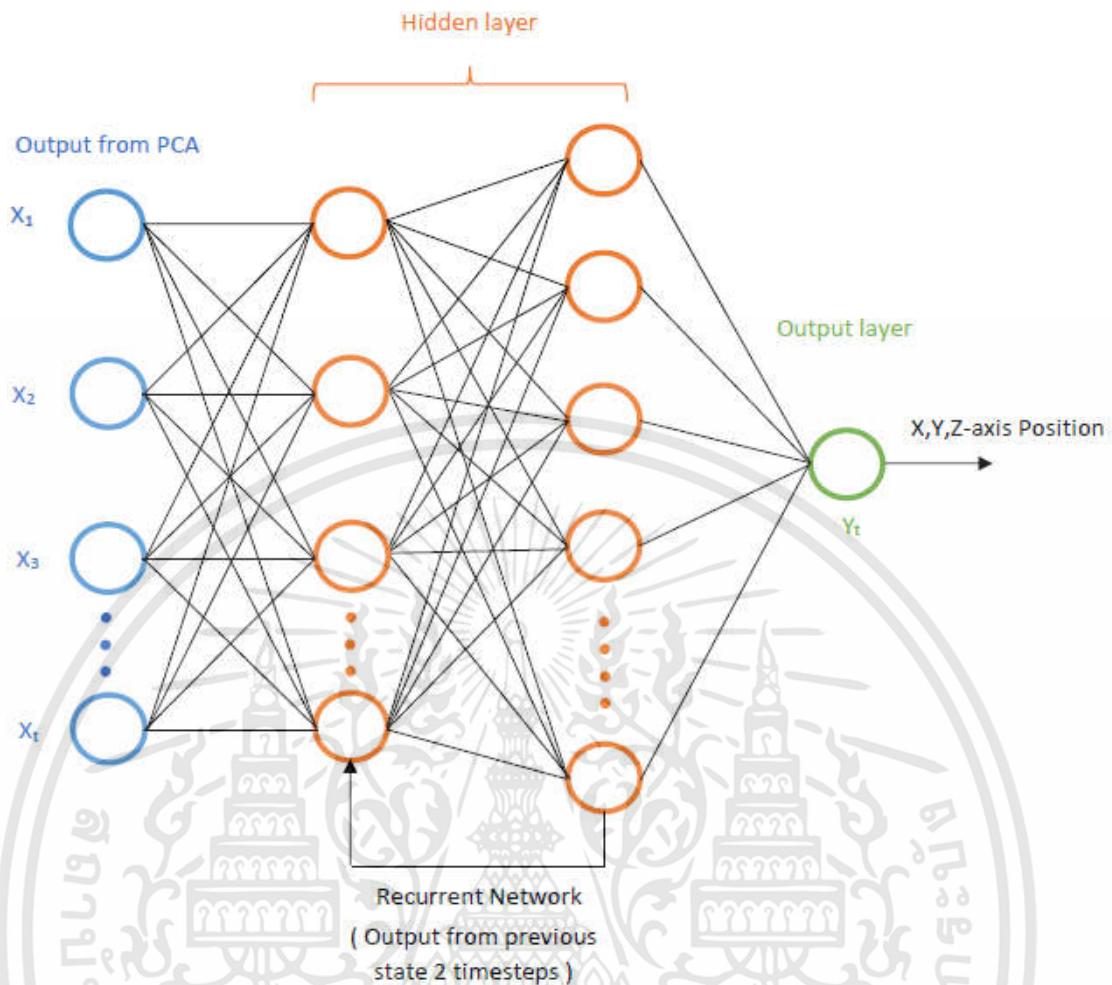 Hidden layer
Output from PCA
X₁
X₂
Output layer
X,Y,Z-axis Position
X₃
Yₜ
Xₜ
Recurrent Network
( Output from previous
state 2 timesteps )